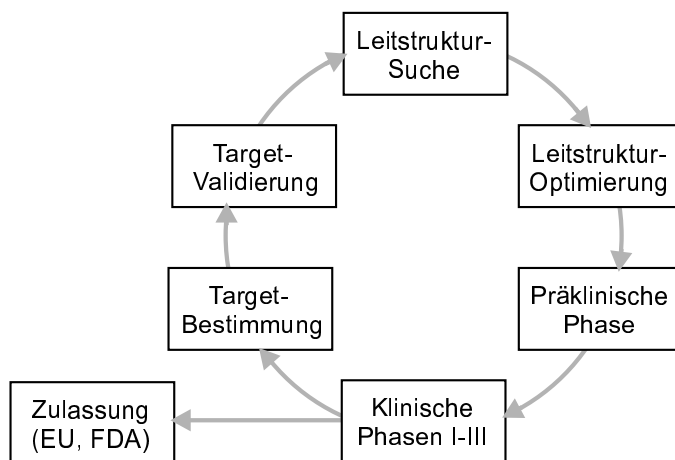 Leitstruktur-
Suche
Target-
Validierung
Leitstruktur-
Optimierung
Target-
Bestimmung
Präklinische
Phase
Zulassung
(EU, FDA)
Klinische
Phasen I-III